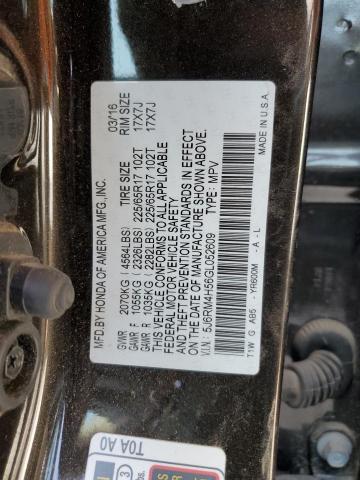 MFD.BY HONDA OF AMERICA MFG.,INC. 03/16
TIRE SIZE RIM SIZE
GVWR 2070KG (4564LBS)
GAWR F 1055KG (2326LBS) 225/65R17 102T 17X7J
GAWR R 1035KG (2282LBS) 225/65R17 102T 17X7J
THIS VEHICLE CONFORMS TO ALL APPLICABLE
FEDERAL MOTOR VEHICLE SAFETY
AND THEFT PREVENTION STANDARDS IN EFFECT
ON THE DATE OF MANUFACTURE SHOWN ABOVE.
V.I.N.: 5J6RM4H56GL052609 TYPE: MPV
T1W G AB5 - YR600M - A - L MADE IN U.S.A.
T0A A0